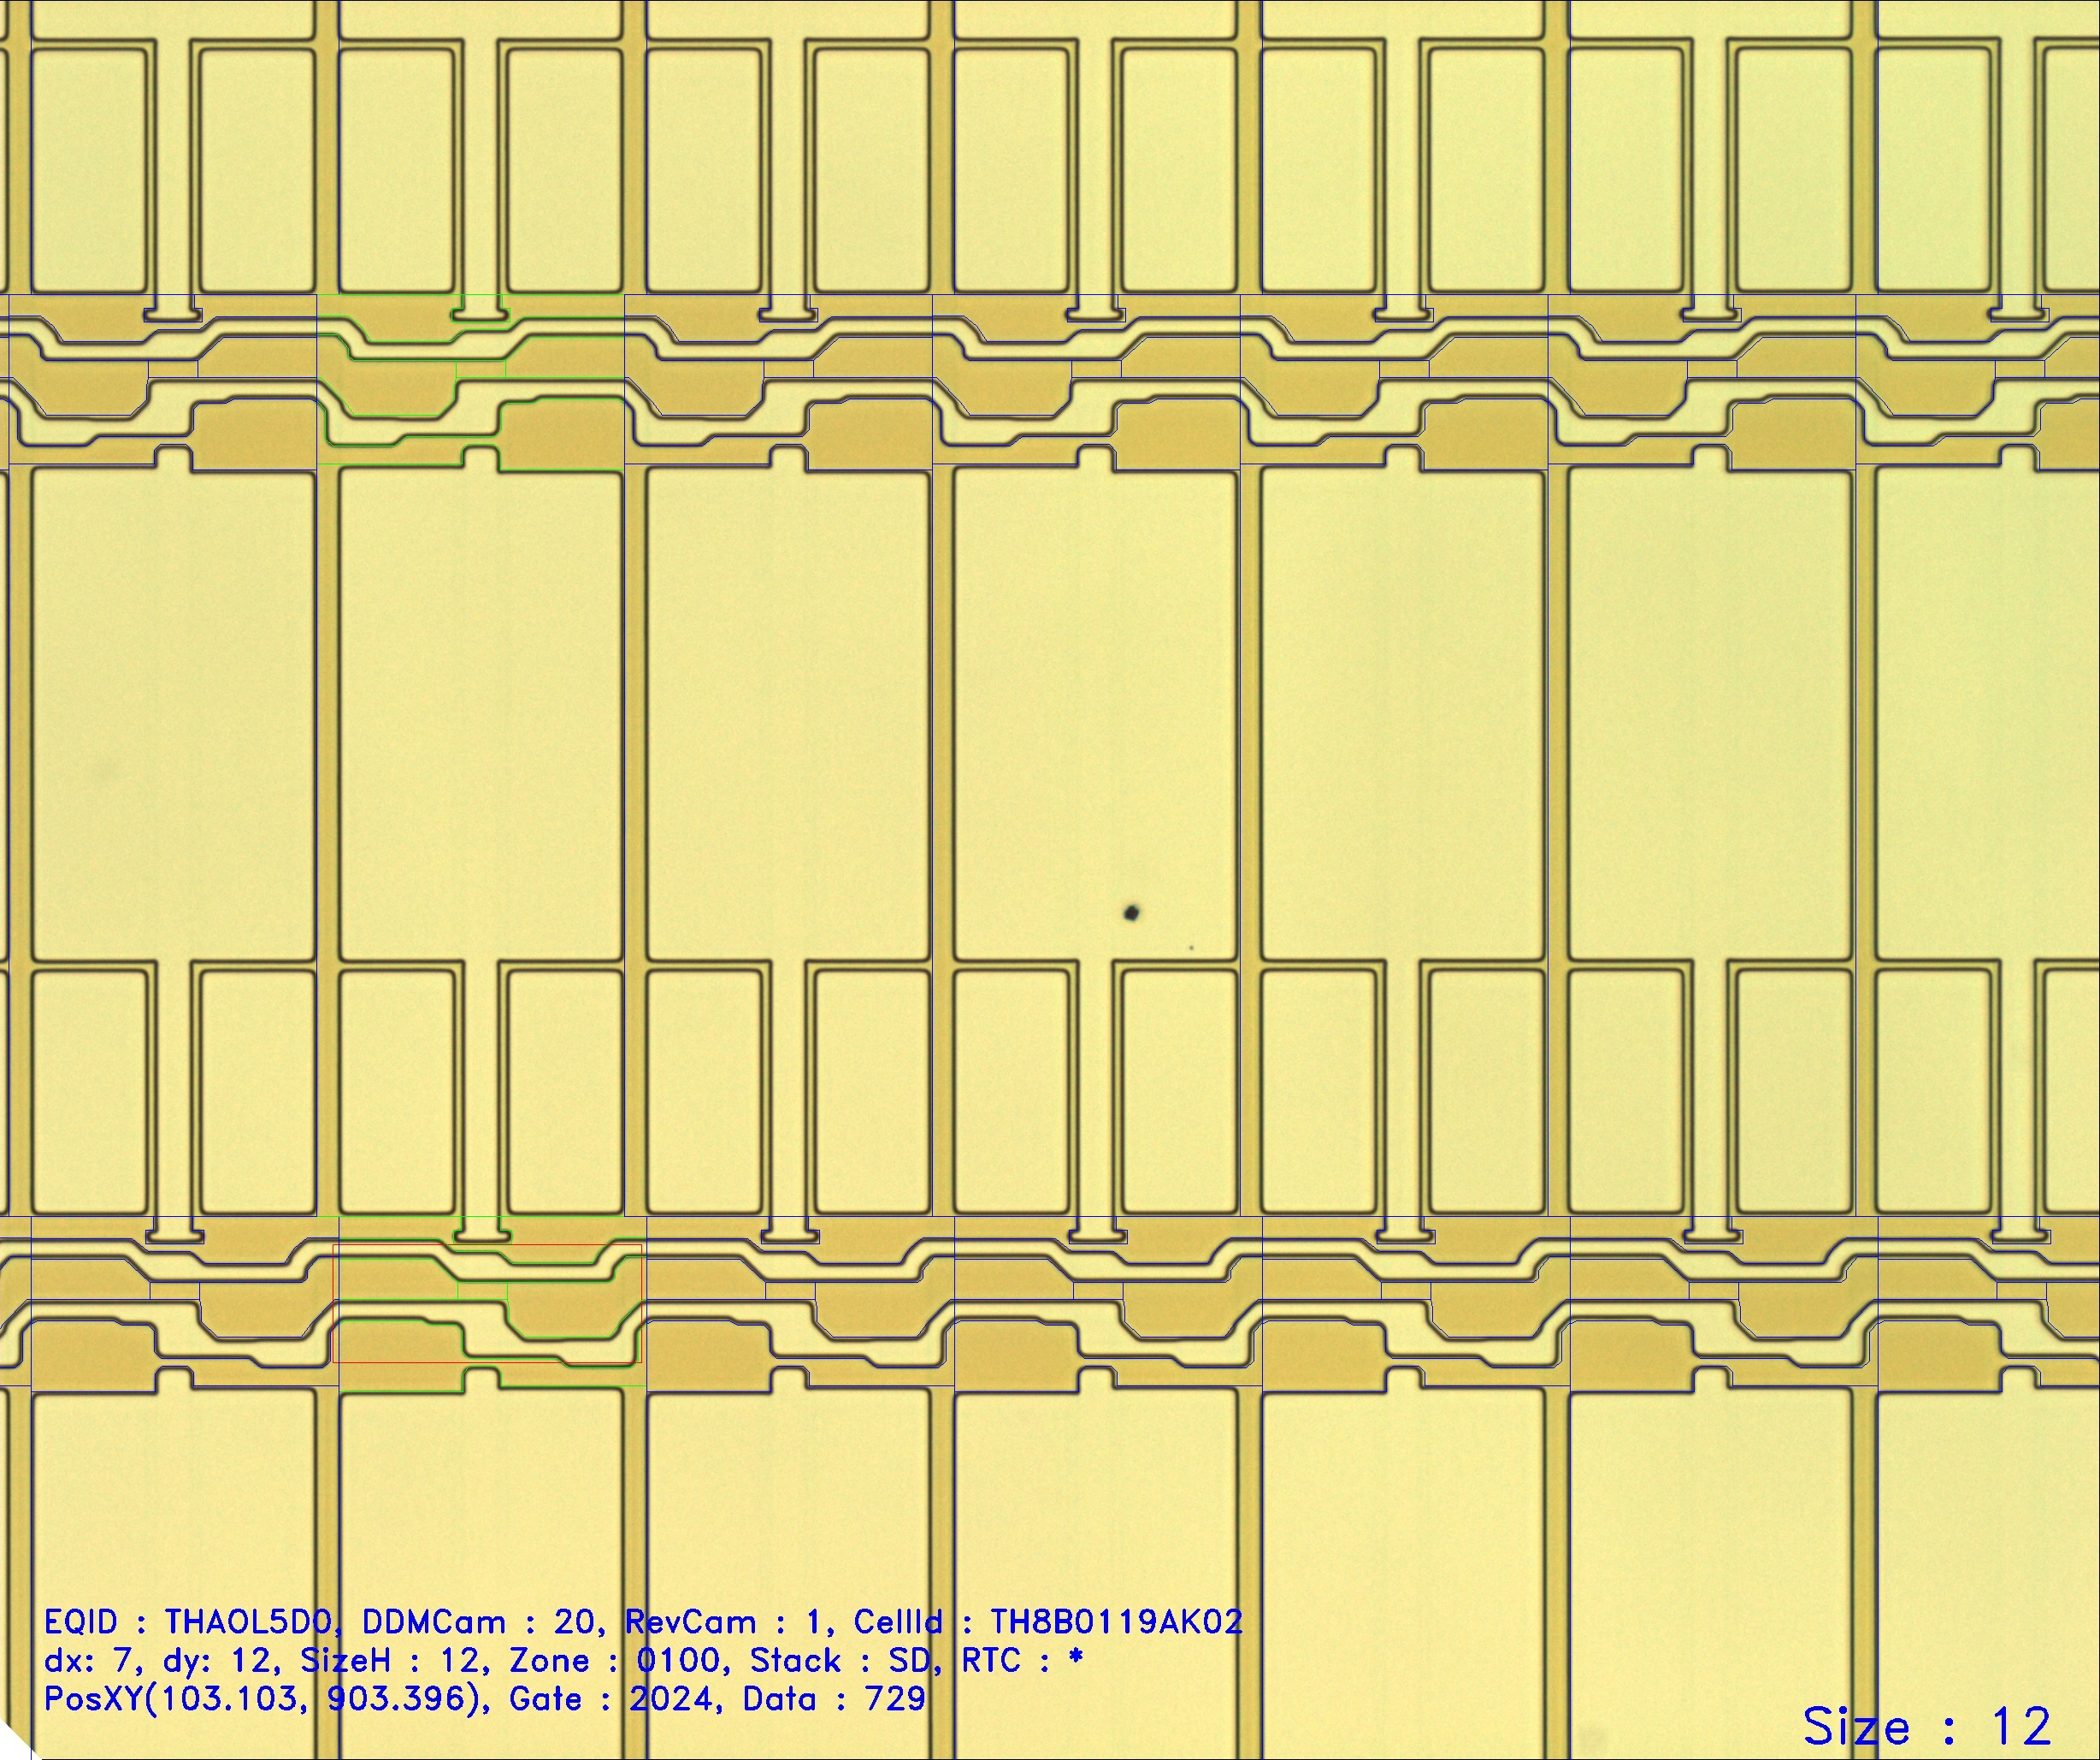 EQID : THAOL5D0, DDMCam : 20, RevCam : 1, CellId : TH8B0119AK02
dx: 7, dy: 12, SizeH : 12, Zone : 0100, Stack : SD, RTC : *
PosXY(103.103, 903.396), Gate : 2024, Data : 729
Size : 12